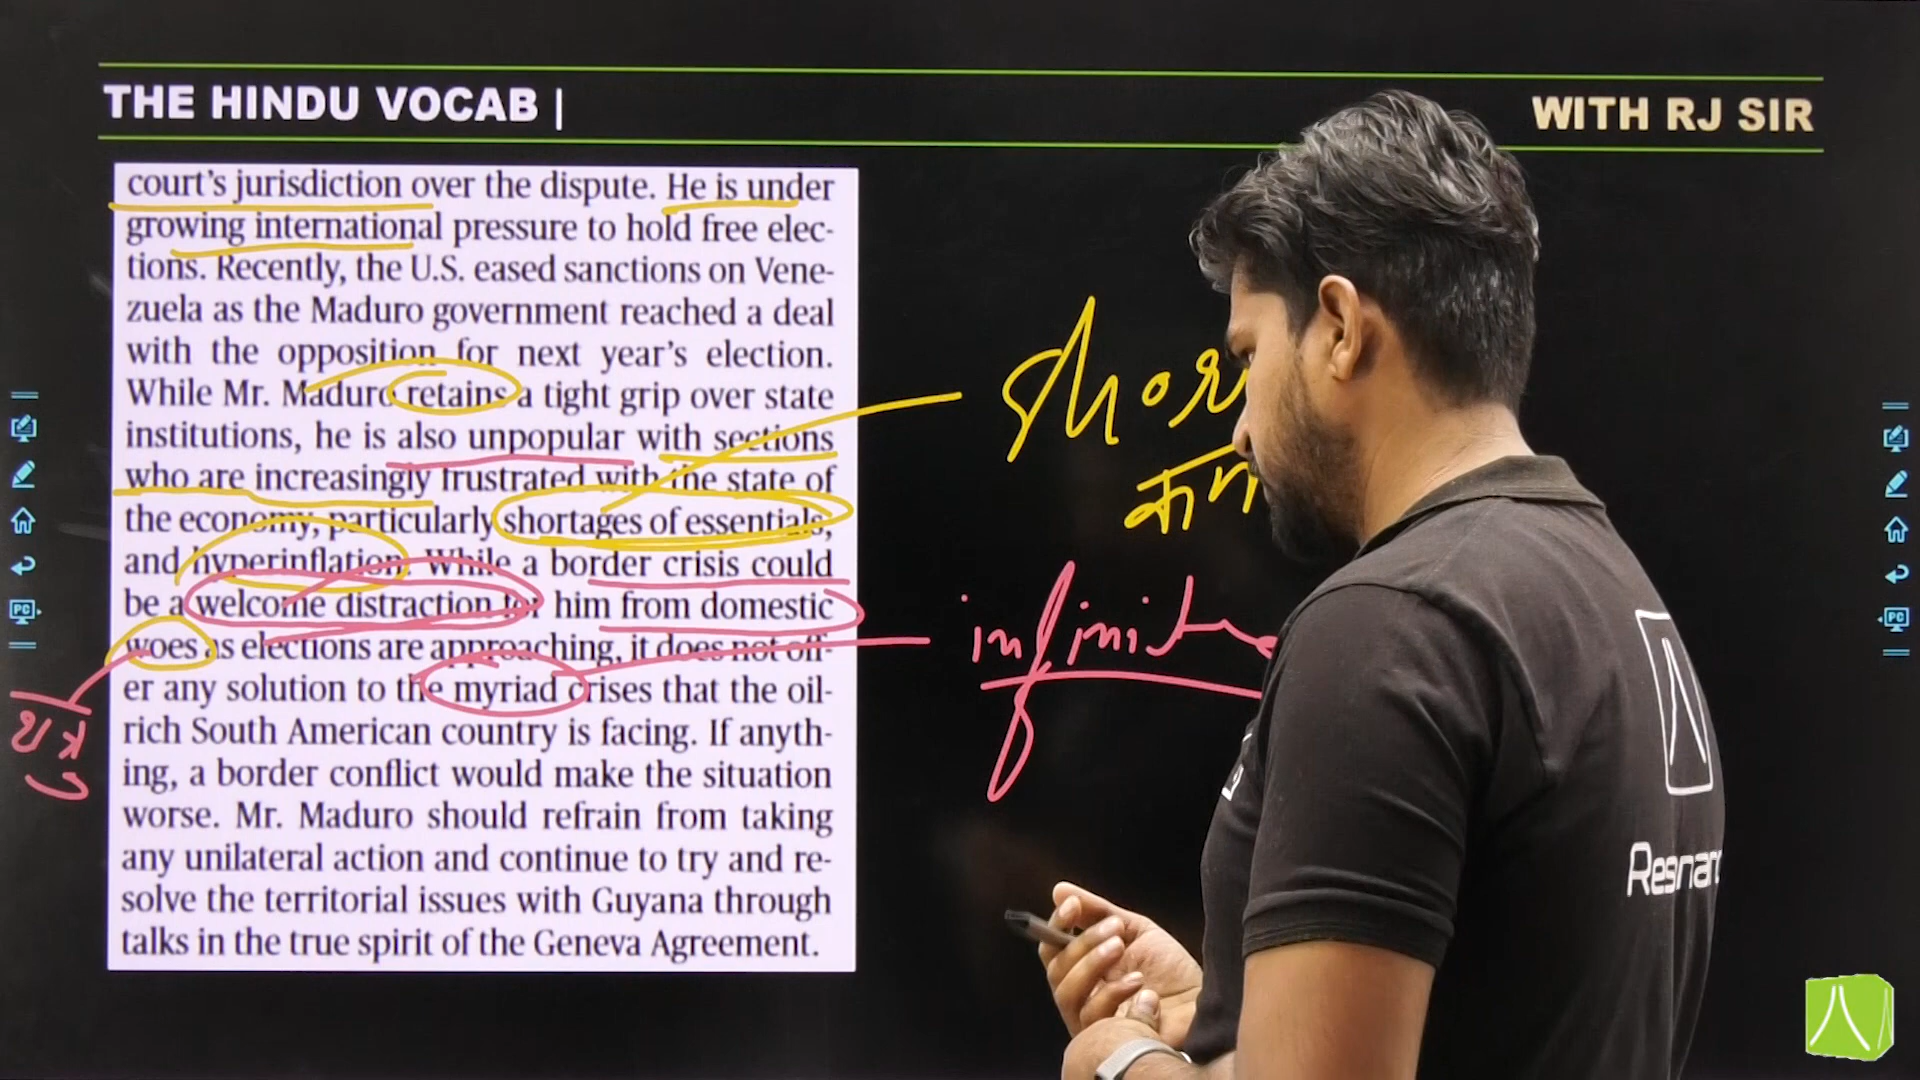 THE HINDU VOCAB |
WITH RJ SIR
court's jurisdiction over the dispute. He is under
growing international pressure to hold free elec-
tions. Recently, the U.S. eased sanctions on Vene-
zuela as the Maduro government reached a deal
with the opposition for next year's election.
While Mr. Maduro retains a tight grip over state
institutions, he is also unpopular with sections
who are increasingly frustrated with the state of
the economy, particularly shortages of essentials,
and hyperinflation. While a border crisis could
be a welcome distraction for him from domestic
woes as elections are approaching, it does not off-
er any solution to the myriad crises that the oil-
rich South American country is facing. If anyth-
ing, a border conflict would make the situation
worse. Mr. Maduro should refrain from taking
any unilateral action and continue to try and re-
solve the territorial issues with Guyana through
talks in the true spirit of the Geneva Agreement.
Shor
infinite
PC
PC